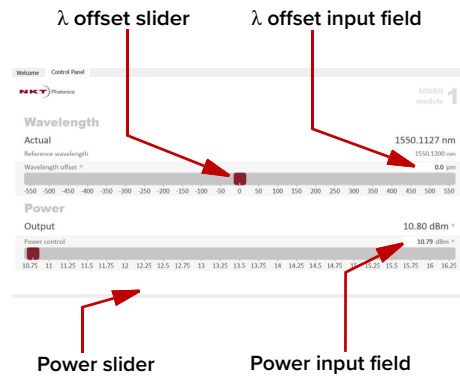 λ offset slider λ offset input field
Welcome Control Panel
NKT Photonics MIKRO
module 1
Wavelength
Actual 1550.1127 nm
Reference wavelength 1550.1200 nm
Wavelength offset 0.0 pm
-550 -500 -450 -400 -350 -300 -250 -200 -150 -100 -50 0 50 100 150 200 250 300 350 400 450 500 550
Power
Output 10.80 dBm
Power control 10.79 dBm
10.75 11 11.25 11.5 11.75 12 12.25 12.5 12.75 13 13.25 13.5 13.75 14 14.25 14.5 14.75 15 15.25 15.5 15.75 16 16.25
Power slider Power input field